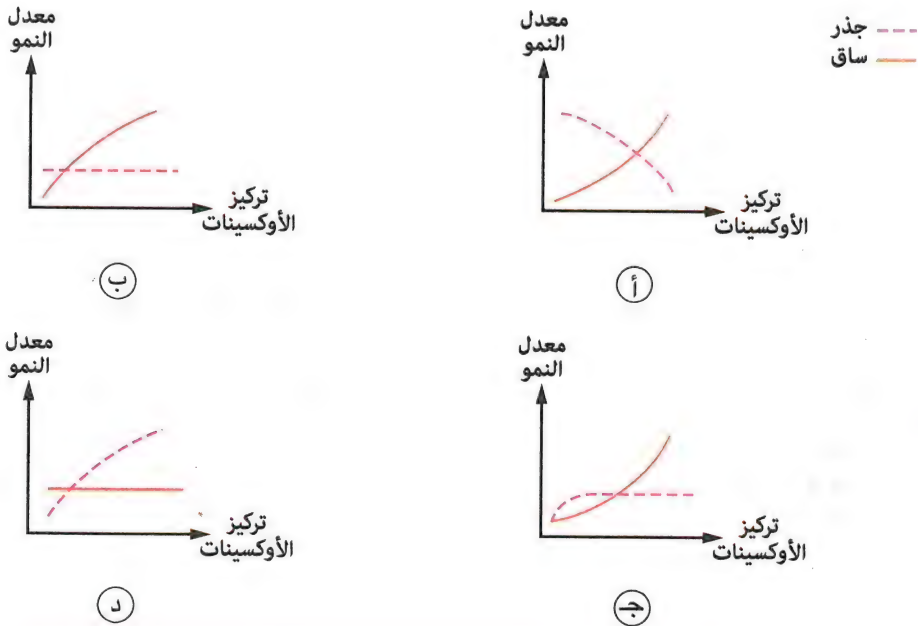 جذر
ساق
معدل
النمو
تركيز
الأوكسينات
أ
معدل
النمو
تركيز
الأوكسينات
ب
معدل
النمو
تركيز
الأوكسينات
جـ
معدل
النمو
تركيز
الأوكسينات
د